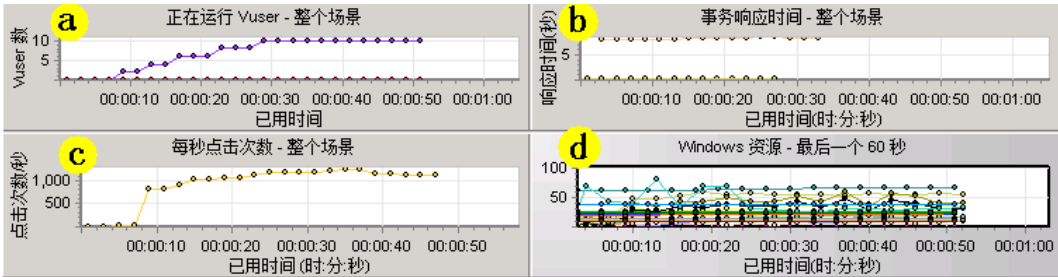 a
正在运行 Vuser - 整个场景
Vuser 数
10
5
00:00:10 00:00:20 00:00:30 00:00:40 00:00:50 00:01:00
已用时间
b
事务响应时间 - 整个场景
响应时间(秒)
5
00:00:10 00:00:20 00:00:30 00:00:40 00:00:50 00:01:00
已用时间(时:分:秒)
c
每秒点击次数 - 整个场景
点击次数/秒
1,000
500
00:00:10 00:00:20 00:00:30 00:00:40 00:00:50
已用时间 (时:分:秒)
d
Windows 资源 - 最后一个 60 秒
100
50
00:00:10 00:00:20 00:00:30 00:00:40 00:00:50 00:01:00
已用时间(时:分:秒)